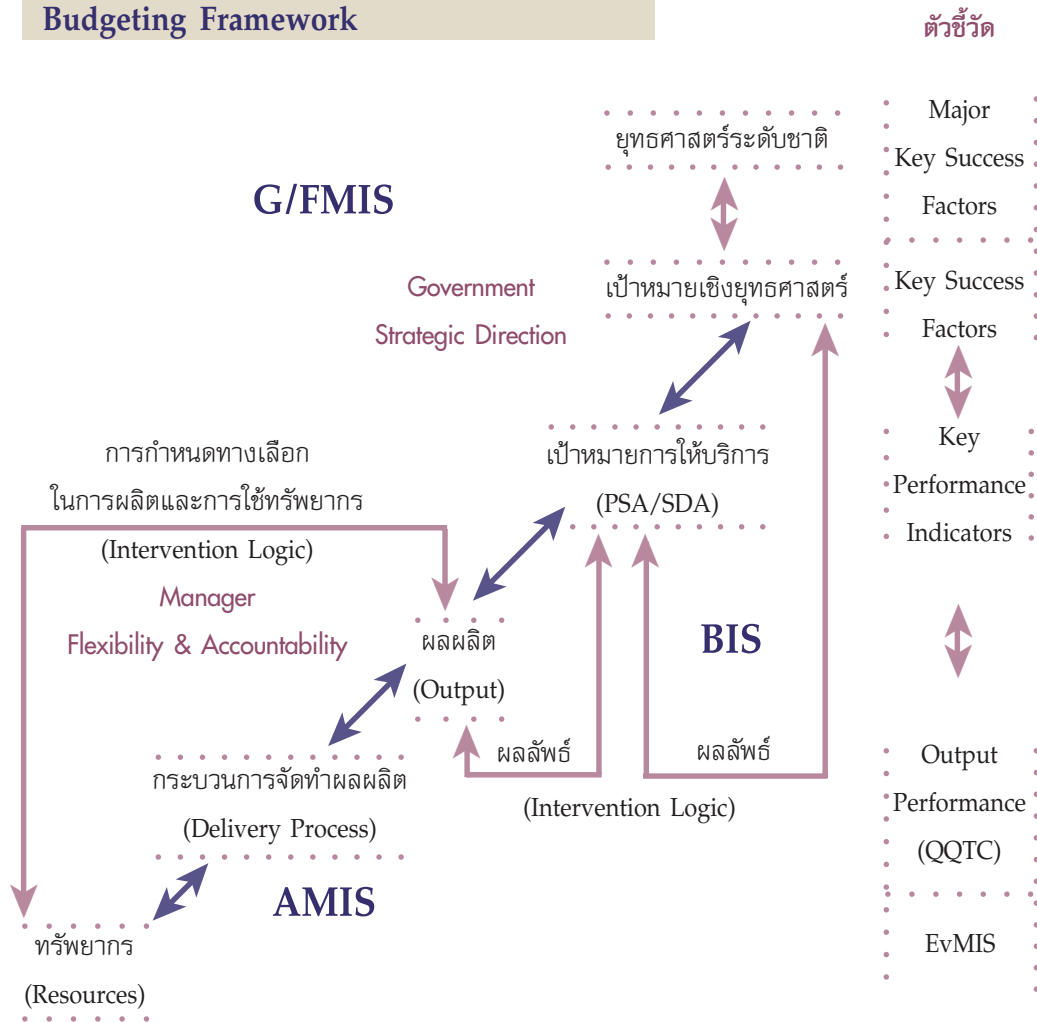 Budgeting Framework
ตัวชี้วัด
ยุทธศาสตร์ระดับชาติ
Major
Key Success
Factors
G/FMIS
Government
Strategic Direction
เป้าหมายเชิงยุทธศาสตร์
Key Success
Factors
การกำหนดทางเลือก
ในการผลิตและการใช้ทรัพยากร
(Intervention Logic)
เป้าหมายการให้บริการ
(PSA/SDA)
Key
Performance
Indicators
Manager
Flexibility & Accountability
ผลผลิต
(Output)
BIS
ผลลัพธ์
ผลลัพธ์
(Intervention Logic)
กระบวนการจัดทำผลผลิต
(Delivery Process)
Output
Performance
(QQTC)
AMIS
ทรัพยากร
(Resources)
EvMIS